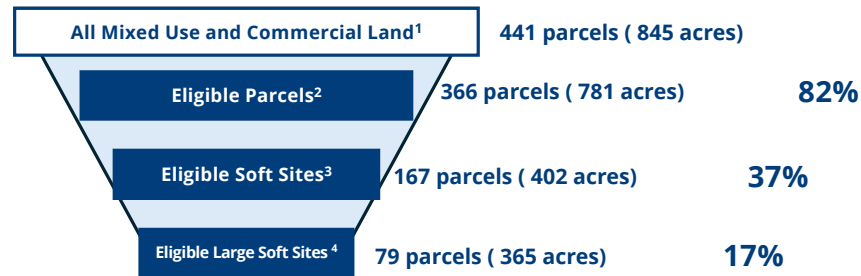 All Mixed Use and Commercial Land¹ 441 parcels ( 845 acres)
Eligible Parcels² 366 parcels ( 781 acres) 82%
Eligible Soft Sites³ 167 parcels ( 402 acres) 37%
Eligible Large Soft Sites ⁴ 79 parcels ( 365 acres) 17%